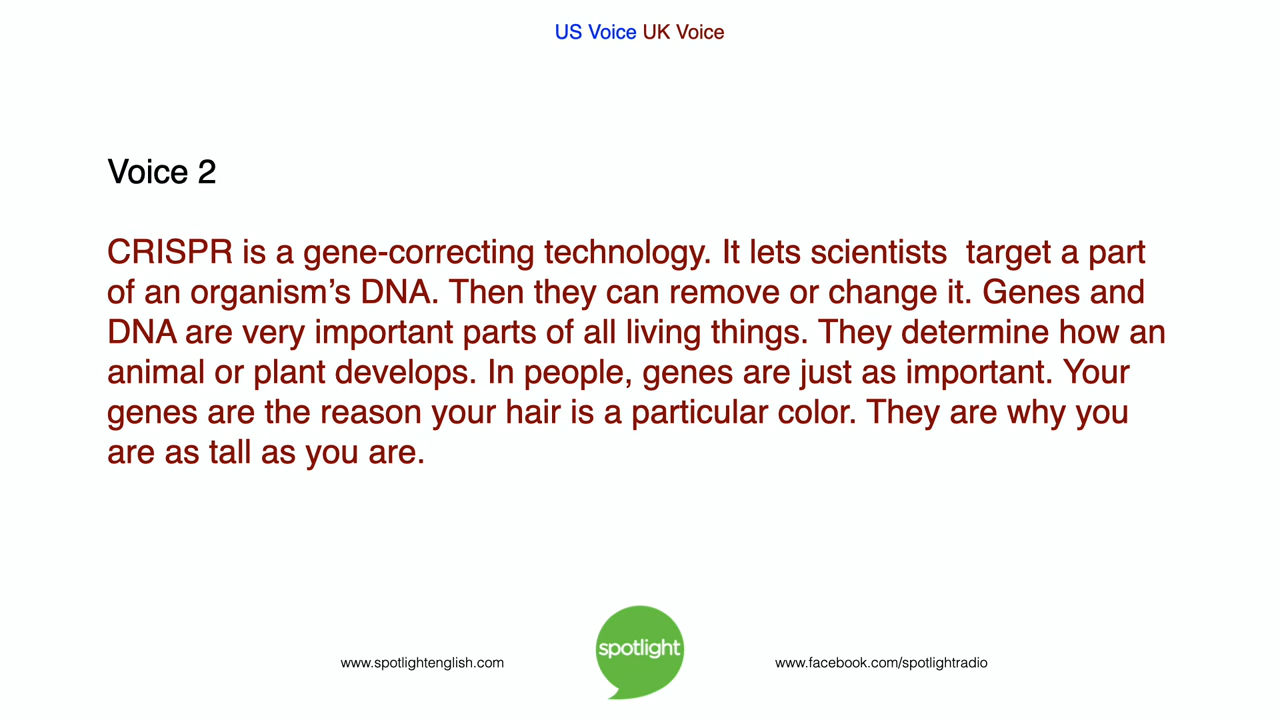 US Voice UK Voice
Voice 2
CRISPR is a gene-correcting technology. It lets scientists  target a part
of an organism’s DNA. Then they can remove or change it. Genes and
DNA are very important parts of all living things. They determine how an
animal or plant develops. In people, genes are just as important. Your
genes are the reason your hair is a particular color. They are why you
are as tall as you are.
spotlight
www.spotlightenglish.com
www.facebook.com/spotlightradio